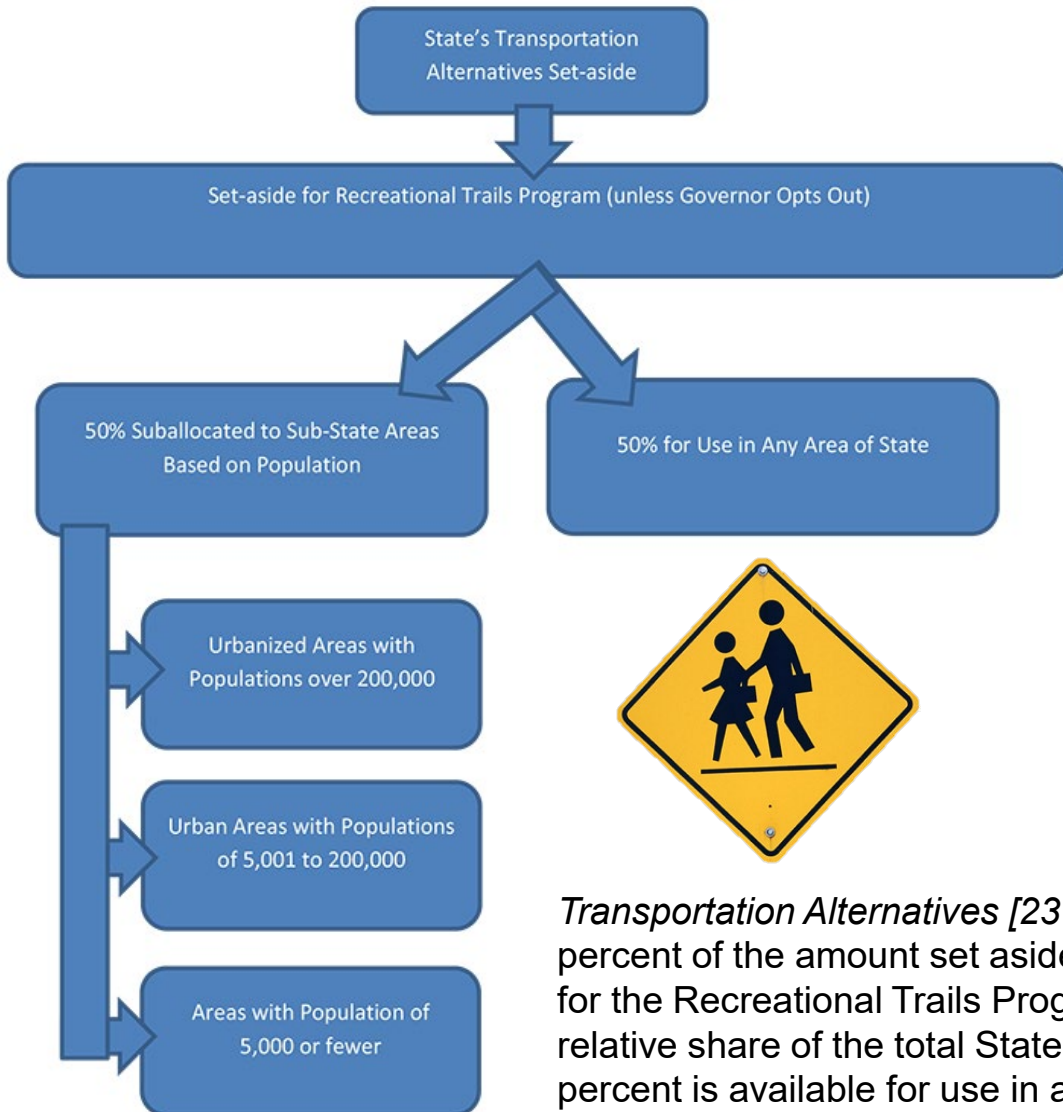 State's Transportation
Alternatives Set-aside
Set-aside for Recreational Trails Program (unless Governor Opts Out)
50% Suballocated to Sub-State Areas
Based on Population
50% for Use in Any Area of State
Urbanized Areas with
Populations over 200,000
Urban Areas with Populations
of 5,001 to 200,000
Areas with Population of
5,000 or fewer
Transportation Alternatives [23
percent of the amount set aside
for the Recreational Trails Prog
relative share of the total State
percent is available for use in a